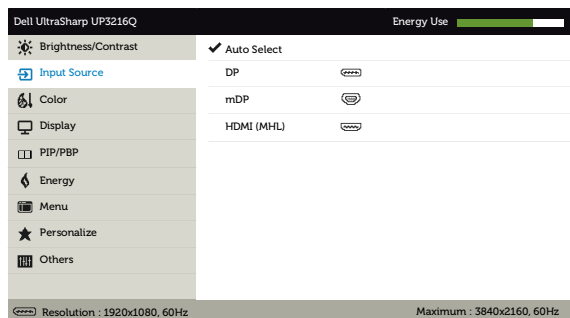 Dell UltraSharp UP3216Q Energy Use
Brightness/Contrast
Auto Select
Input Source
DP
Color
mDP
Display
HDMI (MHL)
PIP/PBP
Energy
Menu
Personalize
Others
Resolution : 1920x1080, 60Hz Maximum : 3840x2160, 60Hz